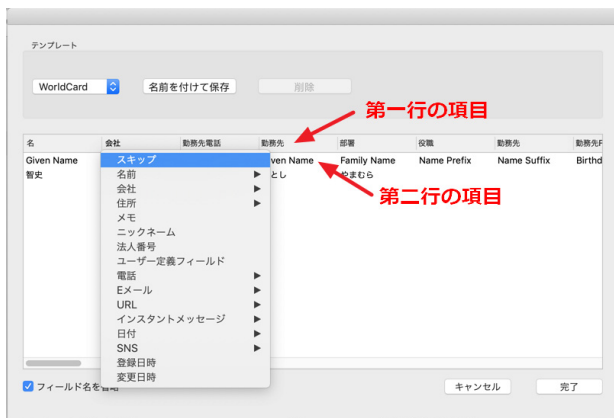 テンプレート
WorldCard 名前を付けて保存 削除
第一行の項目
名 会社 勤務先電話 勤務先 部署 役職 勤務先 勤務先F
Given Name スキップ ven Name Family Name Name Prefix Name Suffix Birthd
智史 名前 とし やまむら
会社
第二行の項目
住所
メモ
ニックネーム
法人番号
ユーザー定義フィールド
電話
Eメール
URL
インスタントメッセージ
日付
SNS
登録日時
変更日時
フィールド名を
キャンセル 完了